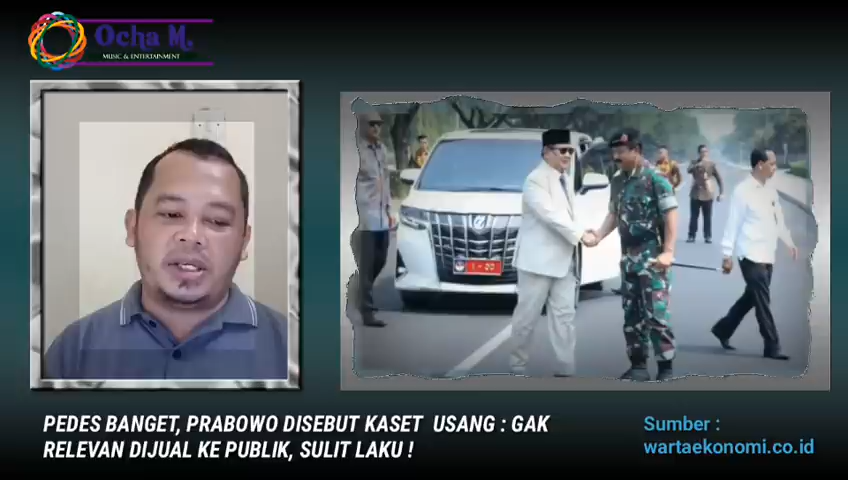 Ocha M.
MUSIC & ENTERTAINMENT
PEDES BANGET, PRABOWO DISEBUT KASET USANG : GAK
RELEVAN DIJUAL KE PUBLIK, SULIT LAKU !
Sumber :
wartaekonomi.co.id